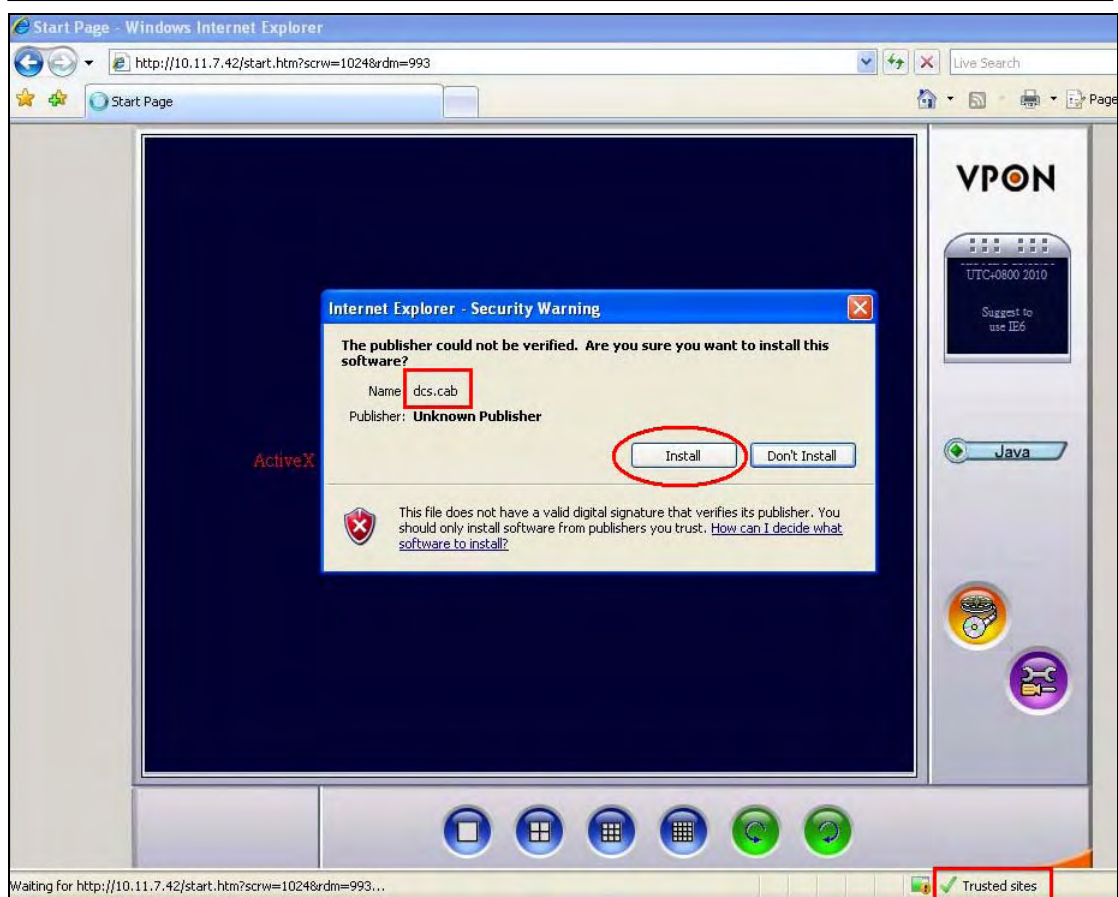 Start Page - Windows Internet Explorer
http://10.11.7.42/start.htm?scrw=1024&rdm=993
Live Search
Start Page
Page
VPON
UTC+0800 2010
Suggest to
use IE6
Internet Explorer - Security Warning
The publisher could not be verified. Are you sure you want to install this
software?
Name dcs.cab
Publisher: Unknown Publisher
Install
Don't Install
ActiveX
Java
This file does not have a valid digital signature that verifies its publisher. You
should only install software from publishers you trust. How can I decide what
software to install?
Waiting for http://10.11.7.42/start.htm?scrw=1024&rdm=993...
Trusted sites